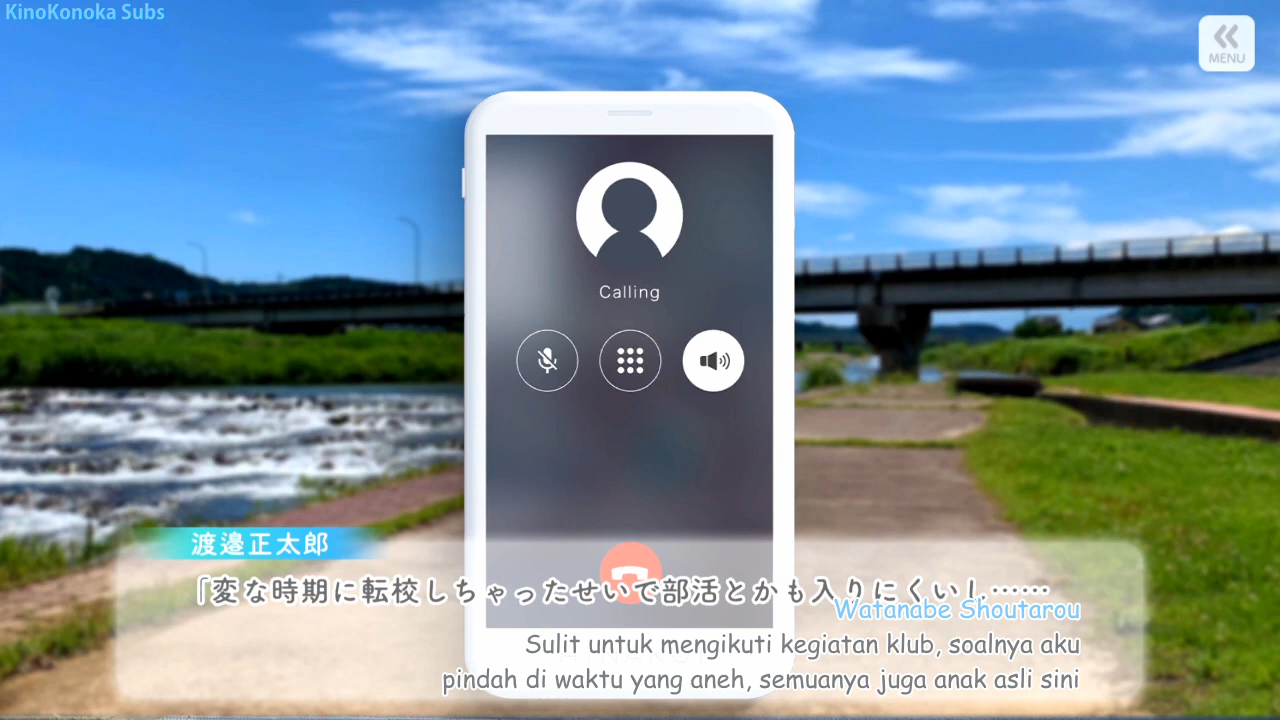 KinoKonoka Subs
MENU
Calling
渡邉正太郎
「変な時期に転校しちゃったせいで部活とかも入りにくいし……
Watanabe Shoutarou
Sulit untuk mengikuti kegiatan klub, soalnya aku
pindah di waktu yang aneh, semuanya juga anak asli sini